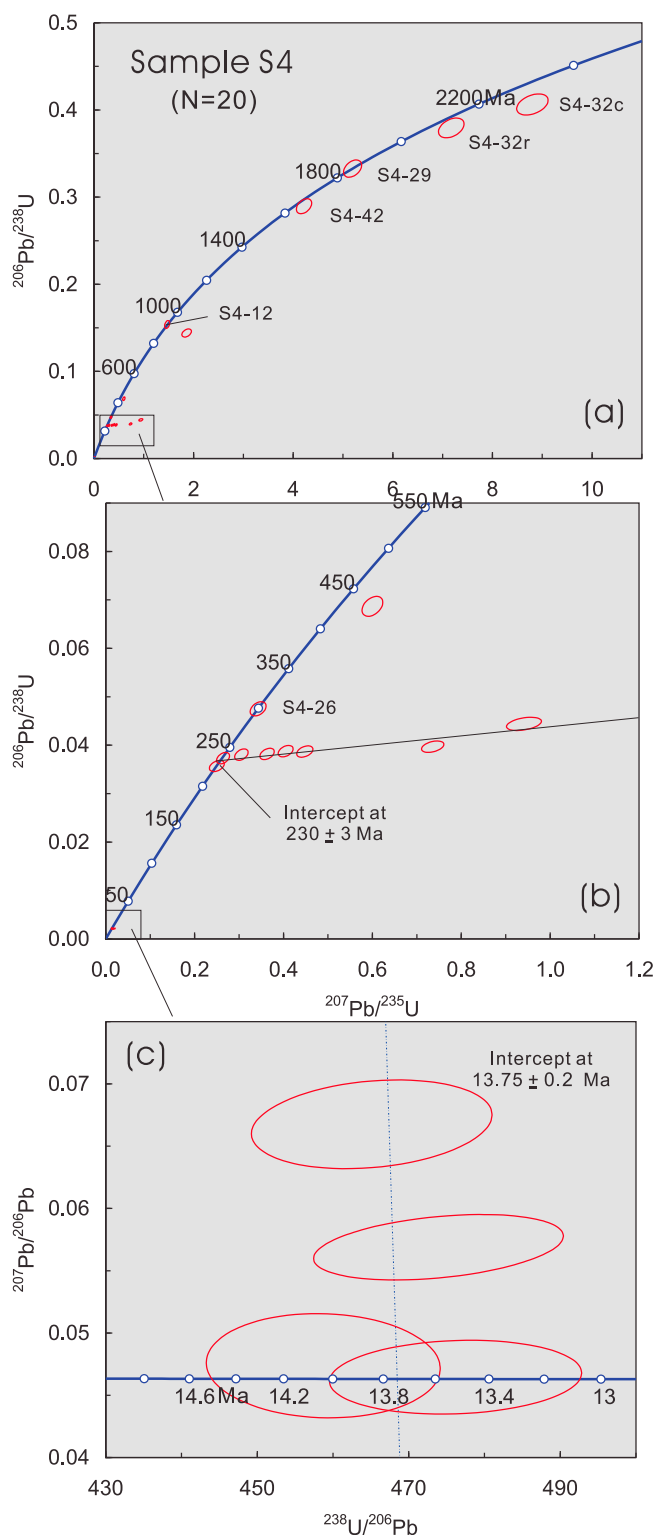 0.5
Sample S4
(N=20)
2200Ma
S4-32c
0.4
S4-32r
1800
S4-29
0.3
S4-42
206Pb/238U
1400
0.2
1000
S4-12
600
0.1
(a)
0.0
0 2 4 6 8 10
550Ma
0.08
450
0.06
350
S4-26
206Pb/238U
0.04
250
Intercept at
230 ± 3 Ma
0.02
150
(b)
50
0.00
0.0 0.2 0.4 0.6 0.8 1.0 1.2
207Pb/235U
(c)
Intercept at
13.75 ± 0.2 Ma
0.07
207Pb/206Pb
0.06
0.05
14.6Ma 14.2 13.8 13.4 13
0.04
430 450 470 490
238U/206Pb